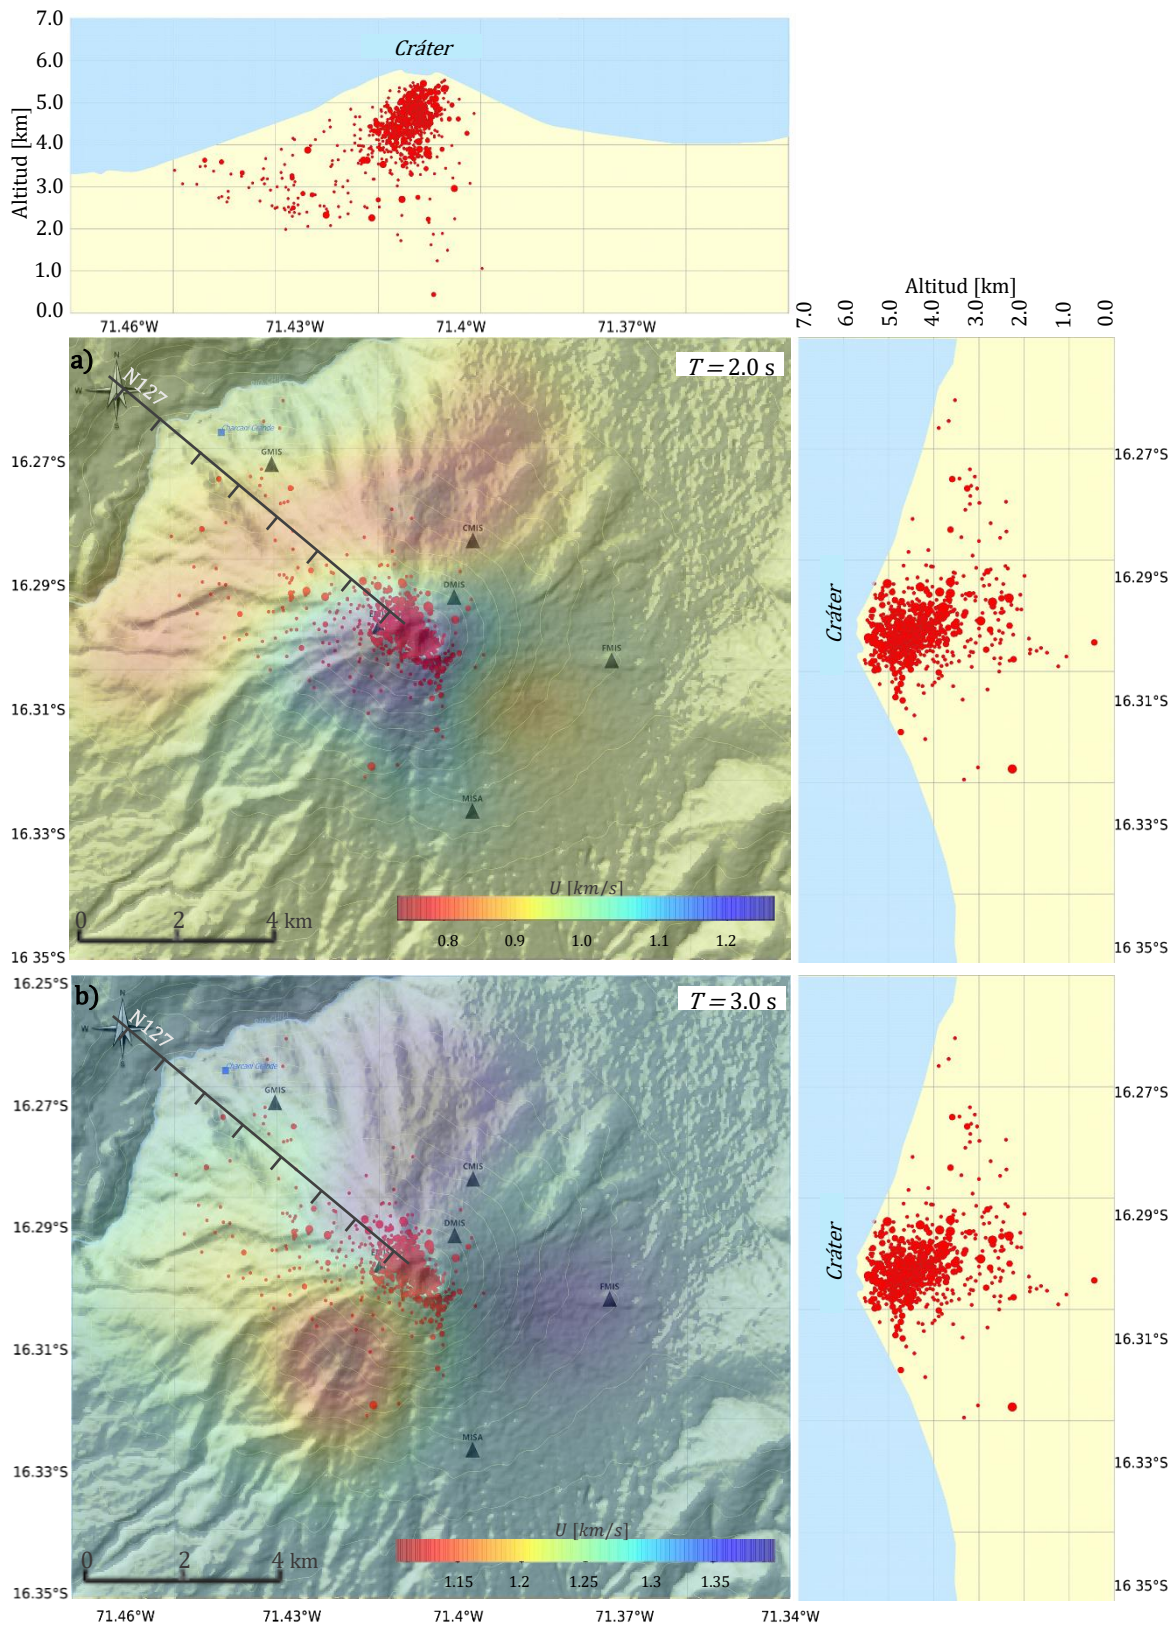 7.0
6.0
5.0
4.0
3.0
2.0
1.0
0.0
Altitud [km]
Cráter
71.46°W
71.43°W
71.4°W
71.37°W
Altitud [km]
7.0
6.0
5.0
4.0
3.0
2.0
1.0
0.0
a)
T = 2.0 s
N
W
S
N127
Charcani Grande
GMIS
CMIS
DMIS
FMIS
MISA
16.27°S
16.29°S
16.31°S
16.33°S
16.35°S
U [km/s]
0.8
0.9
1.0
1.1
1.2
0
2
4 km
Cráter
16.27°S
16.29°S
16.31°S
16.33°S
16.35°S
b)
T = 3.0 s
N
W
S
N127
Charcani Grande
GMIS
CMIS
DMIS
FMIS
MISA
16.25°S
16.27°S
16.29°S
16.31°S
16.33°S
16.35°S
U [km/s]
1.15
1.2
1.25
1.3
1.35
0
2
4 km
71.46°W
71.43°W
71.4°W
71.37°W
71.34°W
Cráter
16.27°S
16.29°S
16.31°S
16.33°S
16.35°S